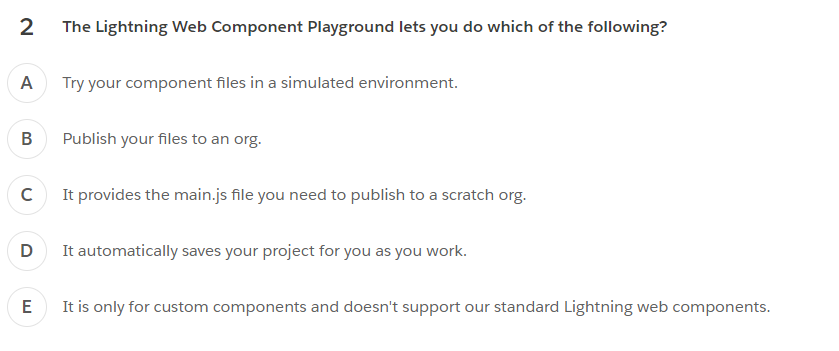 2 The Lightning Web Component Playground lets you do which of the following?
A Try your component files in a simulated environment.
B Publish your files to an org.
C It provides the main.js file you need to publish to a scratch org.
D It automatically saves your project for you as you work.
E It is only for custom components and doesn't support our standard Lightning web components.